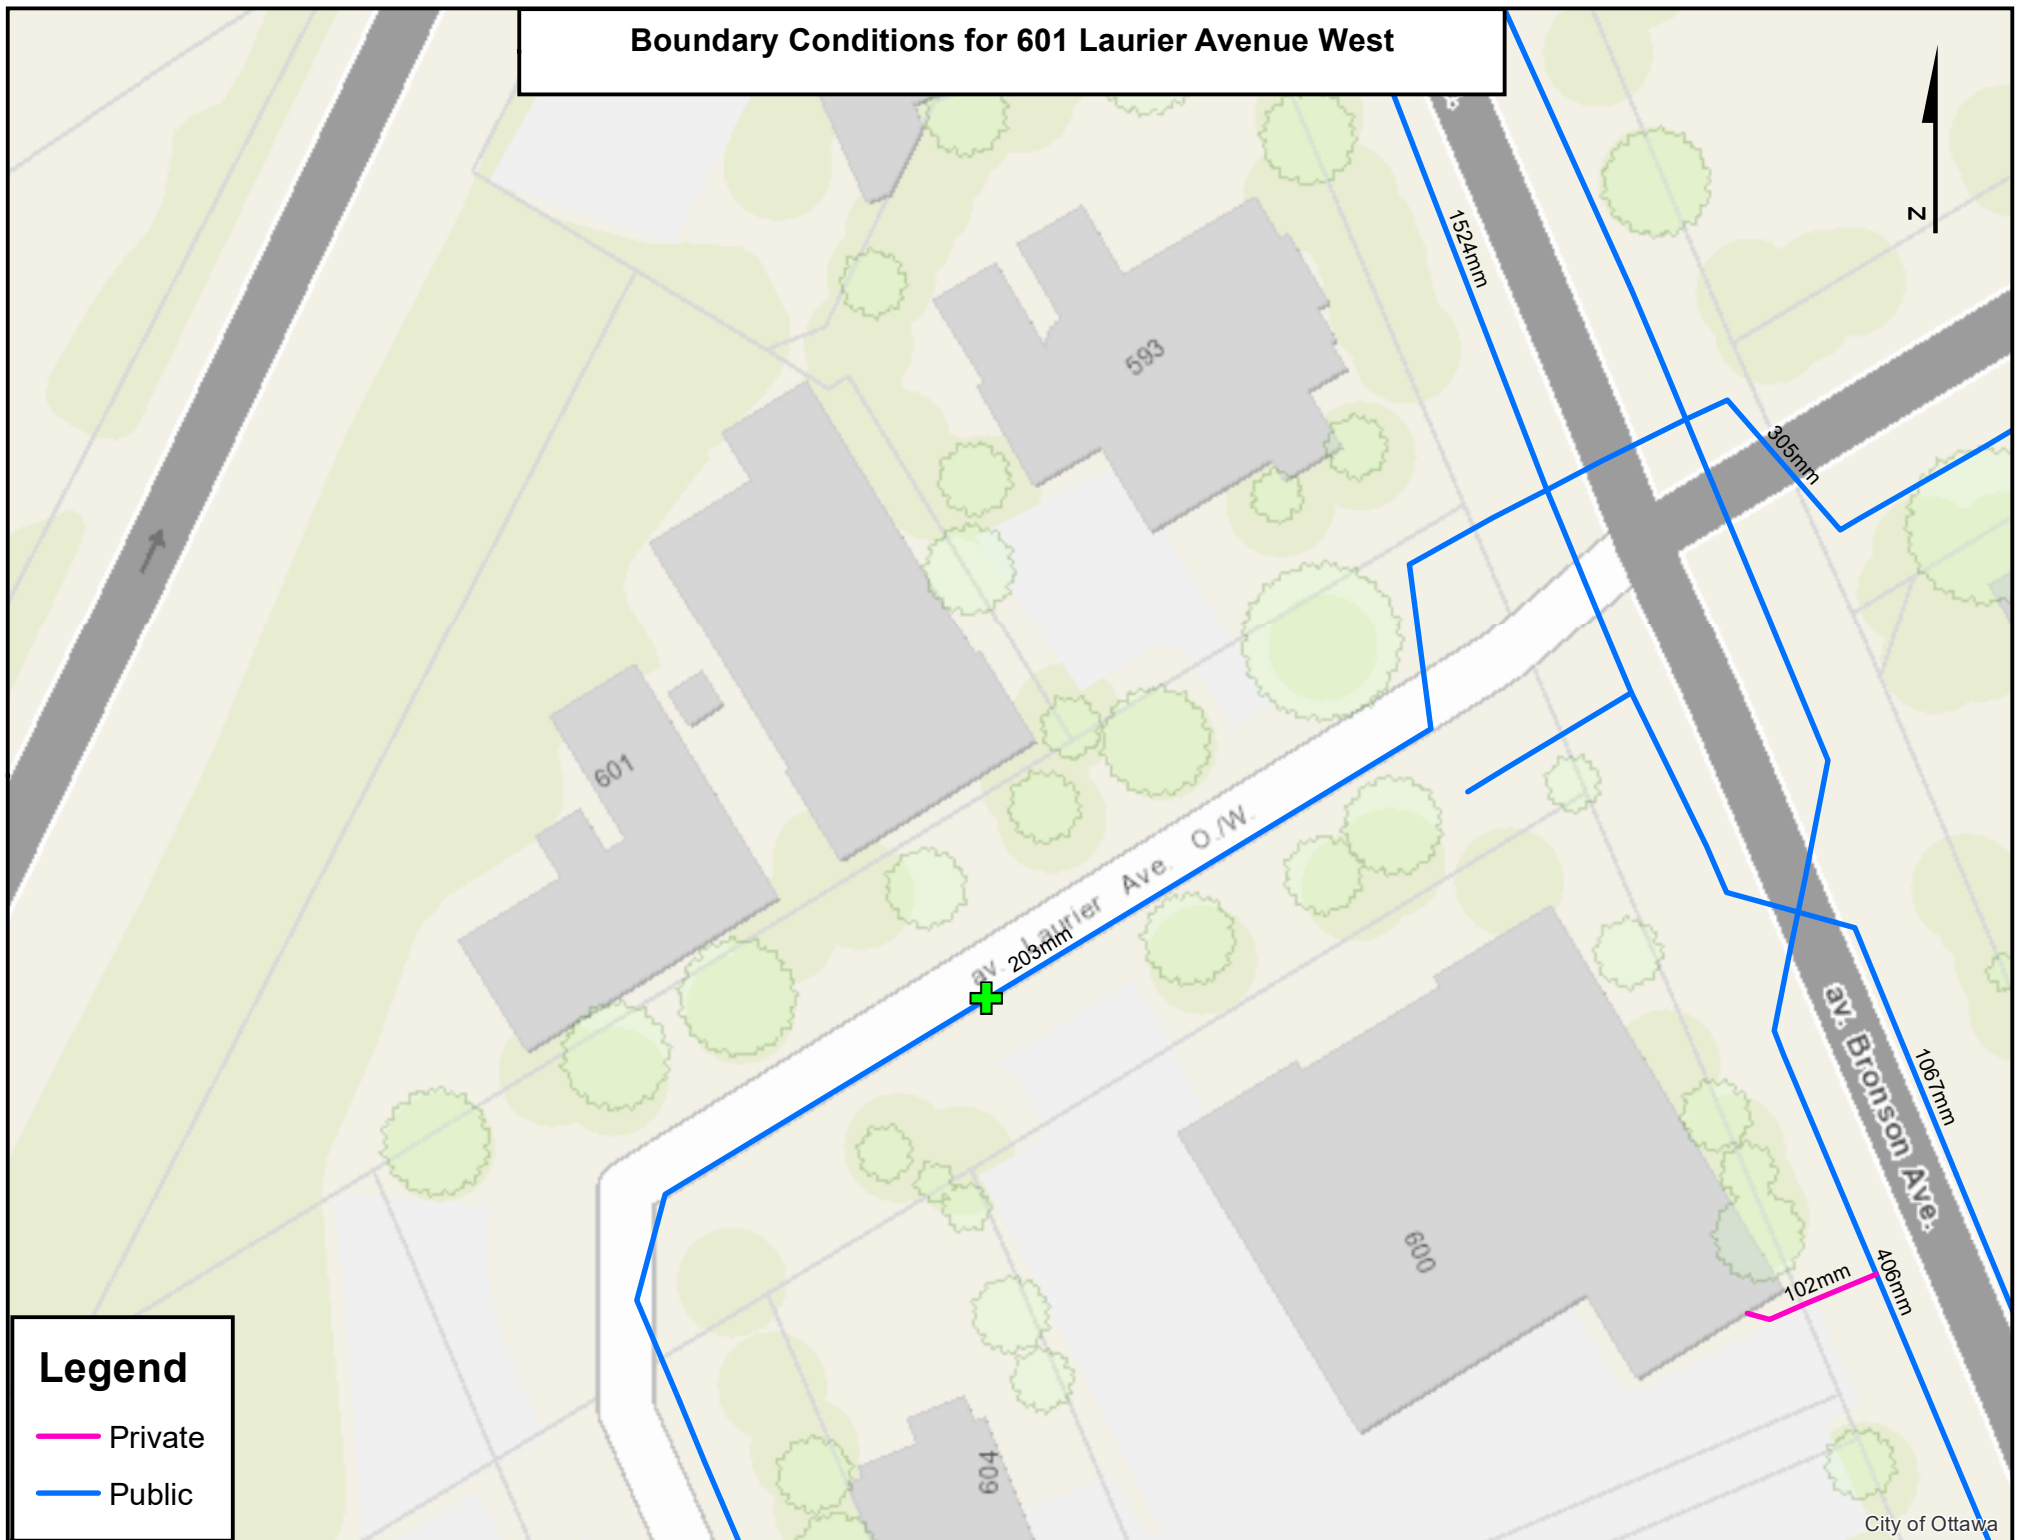 Boundary Conditions for 601 Laurier Avenue West
N
1524mm
593
305mm
601
av. Laurier Ave. O./W.
203mm
av. Bronson Ave.
1067mm
600
102mm
406mm
604
Legend
Private
Public
City of Ottawa